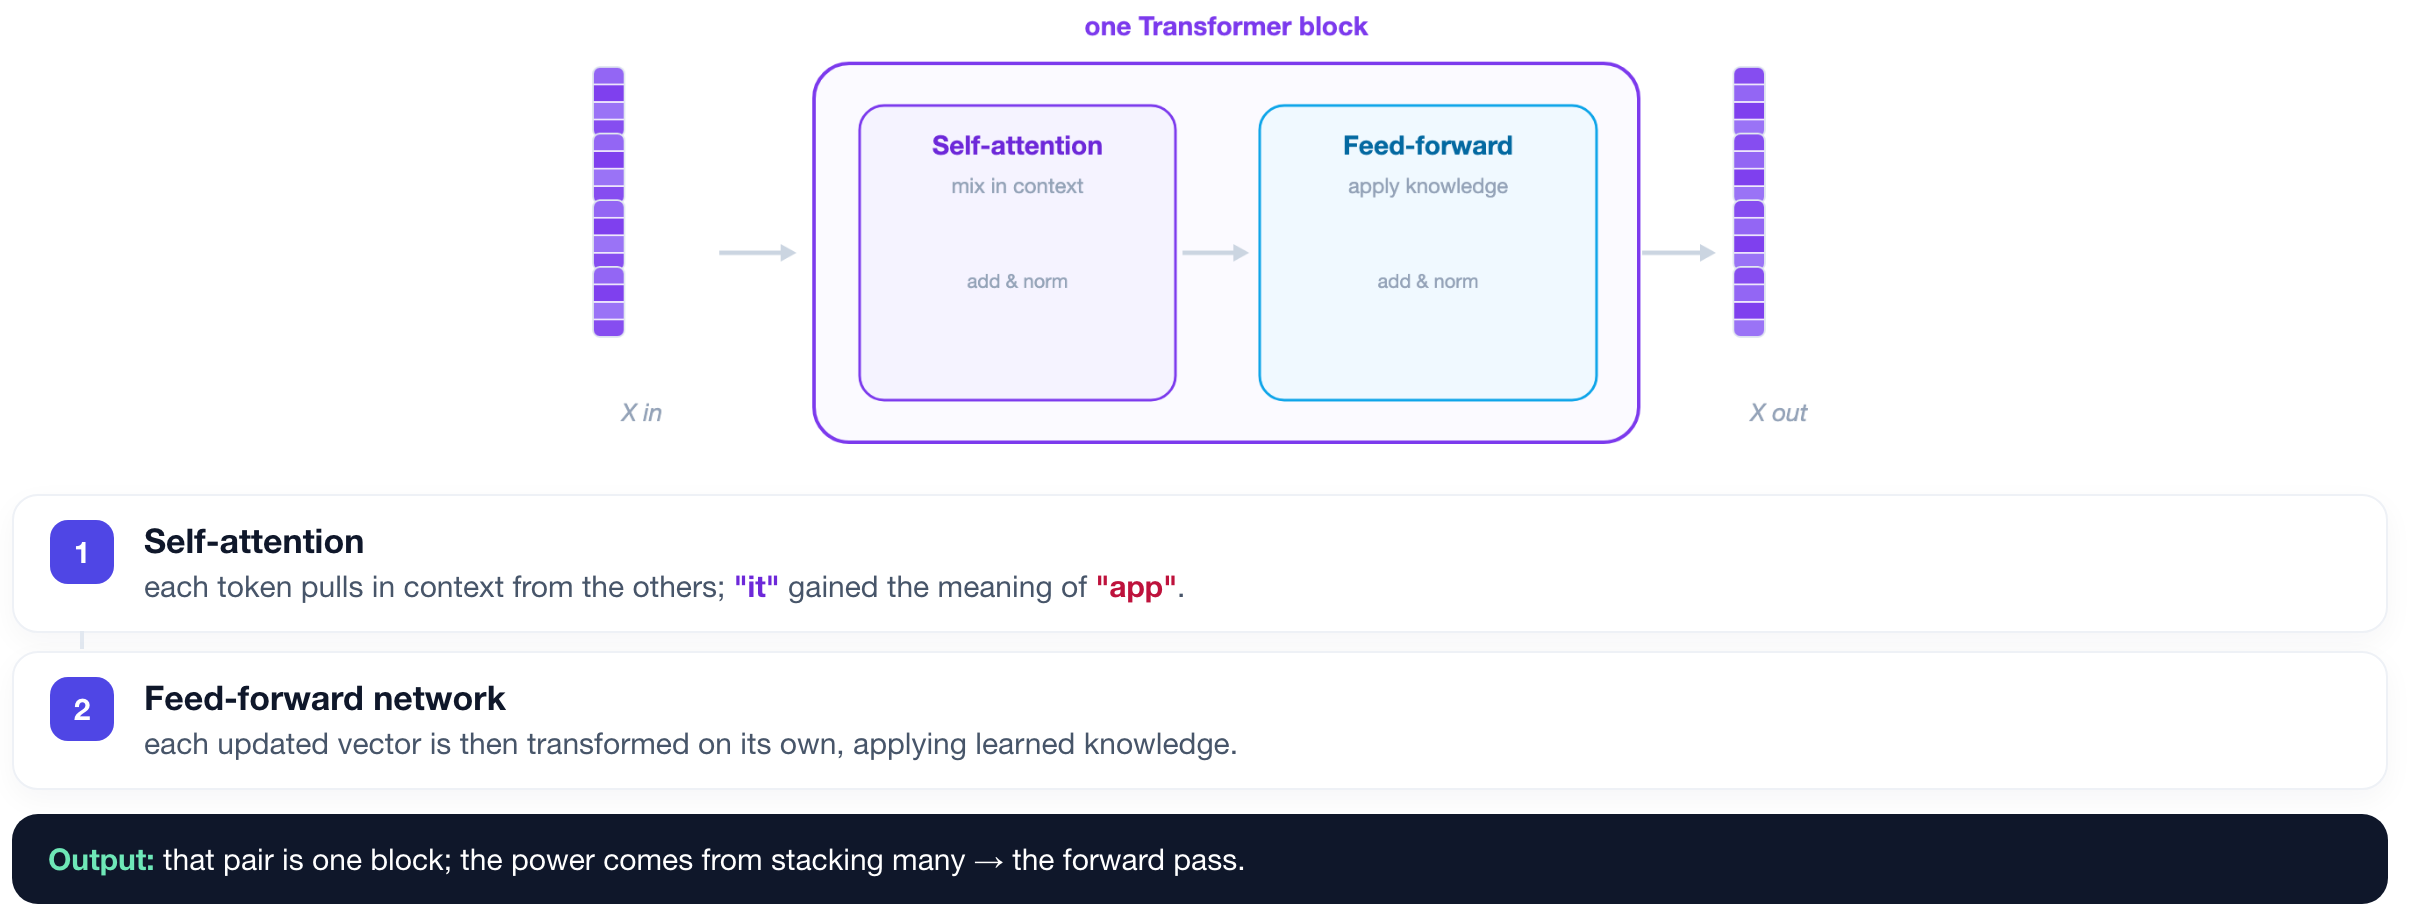 one Transformer block
Self-attention
mix in context
add & norm
Feed-forward
apply knowledge
add & norm
X in
X out
1
Self-attention
each token pulls in context from the others; "it" gained the meaning of "app".
2
Feed-forward network
each updated vector is then transformed on its own, applying learned knowledge.
Output: that pair is one block; the power comes from stacking many → the forward pass.